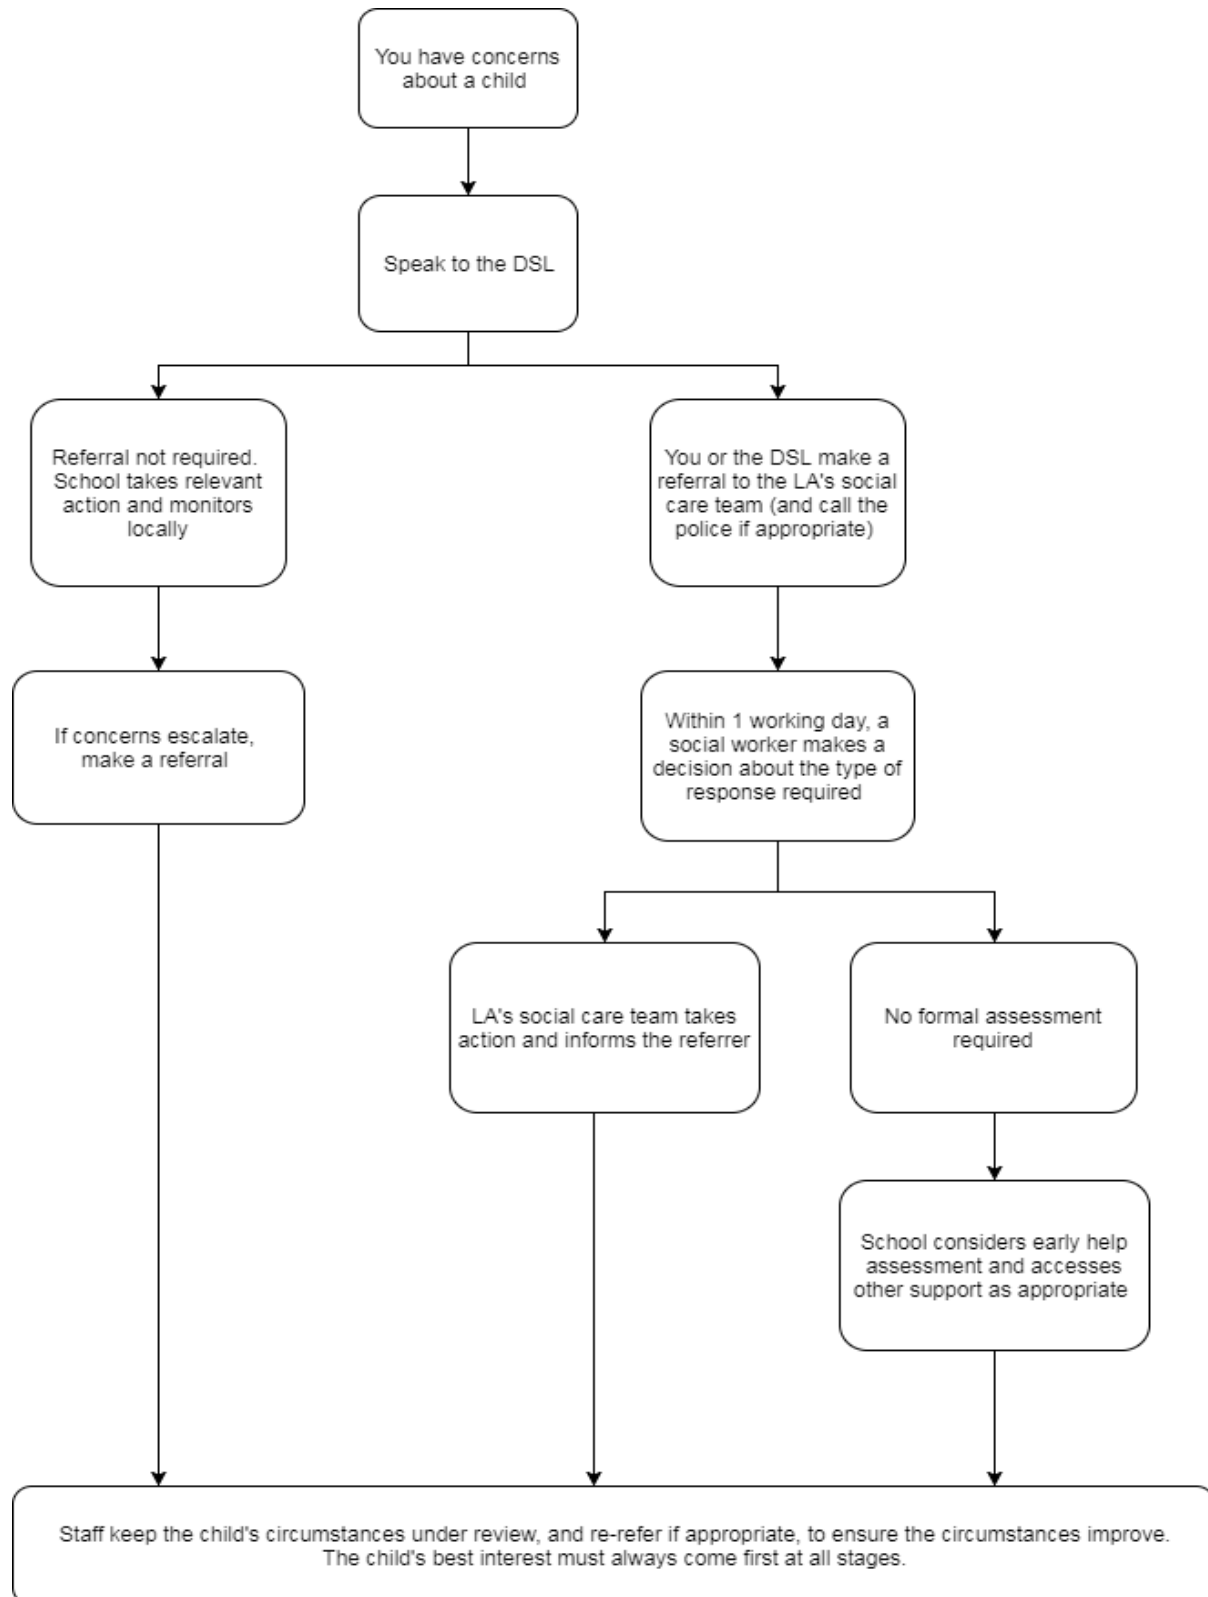 You have concerns
about a child
Speak to the DSL
Referral not required.
School takes relevant
action and monitors
locally
You or the DSL make a
referral to the LA's social
care team (and call the
police if appropriate)
If concerns escalate,
make a referral
Within 1 working day, a
social worker makes a
decision about the type of
response required
LA's social care team takes
action and informs the referrer
No formal assessment
required
School considers early help
assessment and accesses
other support as appropriate
Staff keep the child's circumstances under review, and re-refer if appropriate, to ensure the circumstances improve.
The child's best interest must always come first at all stages.